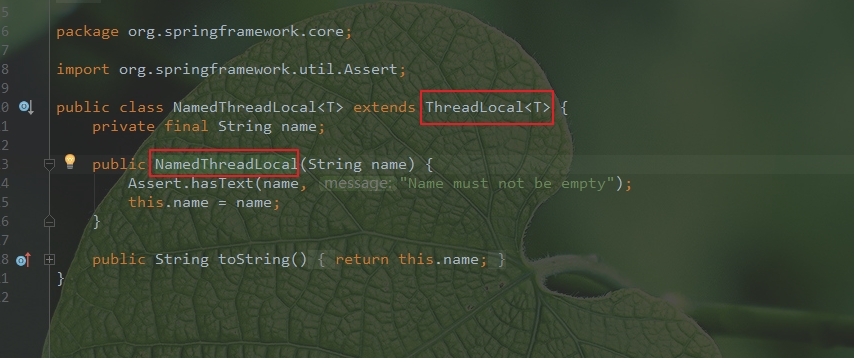 5
6 package org.springframework.core;
7
8 import org.springframework.util.Assert;
9
0 public class NamedThreadLocal<T> extends ThreadLocal<T> {
1 private final String name;
2
3 public NamedThreadLocal(String name) {
4 Assert.hasText(name, message: "Name must not be empty");
5 this.name = name;
6 }
7
8 public String toString() { return this.name; }
1 }
2